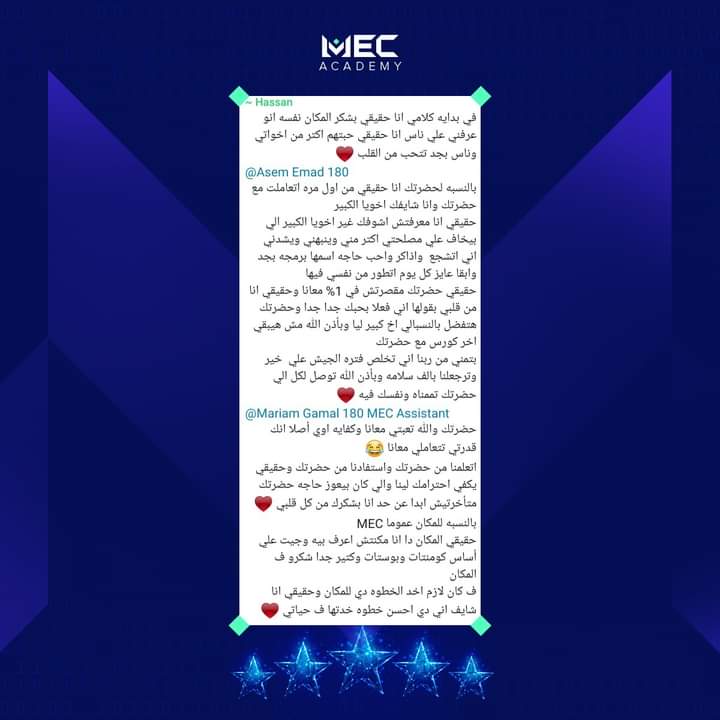 MEC
ACADEMY
~ Hassan
في بدايه كلامي انا حقيقي بشكر المكان نفسه انو
عرفني علي ناس انا حقيقي حبتهم اكتر من اخواتي
وناس بجد تتحب من القلب ❤️
@Asem Emad 180
بالنسبه لحضرتك انا حقيقي من اول مره اتعاملت مع
حضرتك وانا شايفك اخويا الكبير
حقيقي انا معرفتش اشوفك غير اخويا الكبير الي
بيخاف علي مصلحتي اكتر مني وينبهني ويشدني
اني اتشجع واذاكر واحب حاجه اسمها برمجه بجد
وابقا عايز كل يوم اتطور من نفسي فيها
حقيقي حضرتك مقصرتش في 1% معانا وحقيقي انا
من قلبي بقولها اني فعلا بحبك جدا جدا وحضرتك
هتفضل بالنسبالي اخ كبير ليا وبأذن الله مش هيبقي
اخر كورس مع حضرتك
بتمني من ربنا اني تخلص فتره الجيش علي خير
وترجعلنا بالف سلامه وبأذن الله توصل لكل الي
حضرتك تتمناه ونفسك فيه ❤️
@Mariam Gamal 180 MEC Assistant
حضرتك والله تعبتي معانا وكفايه اوي أصلا انك
قدرتي تتعاملي معانا 😂
اتعلمنا من حضرتك واستفادنا من حضرتك وحقيقي
يكفي احترامك لينا والي كان بيعوز حاجه حضرتك
متأخرتيش ابدا عن حد انا بشكرك من كل قلبي ❤️
بالنسبه للمكان عموما MEC
حقيقي المكان دا انا مكنتش اعرف بيه وجيت علي
أساس كومنتات وبوستات وكتير جدا شكرو ف
المكان
ف كان لازم اخد الخطوه دي للمكان وحقيقي انا
شايف اني دي احسن خطوه خدتها ف حياتي ❤️